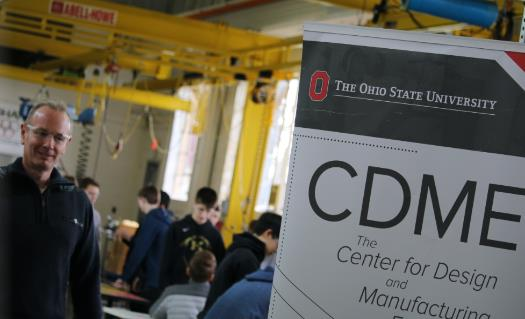 ABELL-HOWE
O
THE OHIO STATE UNIVERSITY
CDME
The
Center for Design
and
Manufacturing